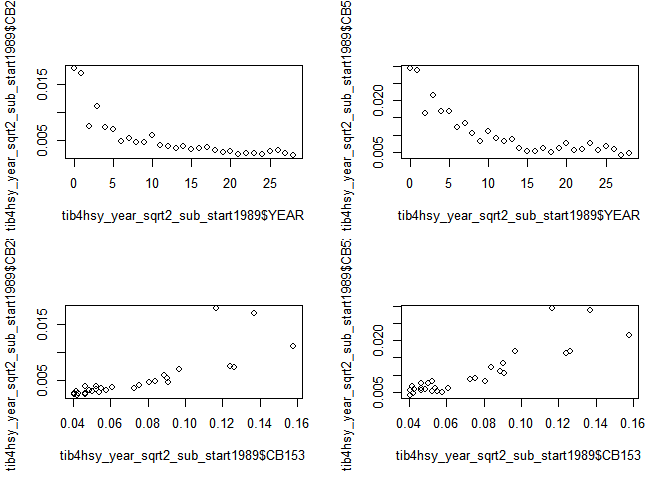 tib4hsy_year_sqrt2_sub_start1989$CB2
0.005 0.015
0 5 10 15 20 25
tib4hsy_year_sqrt2_sub_start1989$YEAR
tib4hsy_year_sqrt2_sub_start1989$CB5
0.005 0.020
0 5 10 15 20 25
tib4hsy_year_sqrt2_sub_start1989$YEAR
tib4hsy_year_sqrt2_sub_start1989$CB2
0.005 0.015
0.04 0.06 0.08 0.10 0.12 0.14 0.16
tib4hsy_year_sqrt2_sub_start1989$CB153
tib4hsy_year_sqrt2_sub_start1989$CB5
0.005 0.020
0.04 0.06 0.08 0.10 0.12 0.14 0.16
tib4hsy_year_sqrt2_sub_start1989$CB153